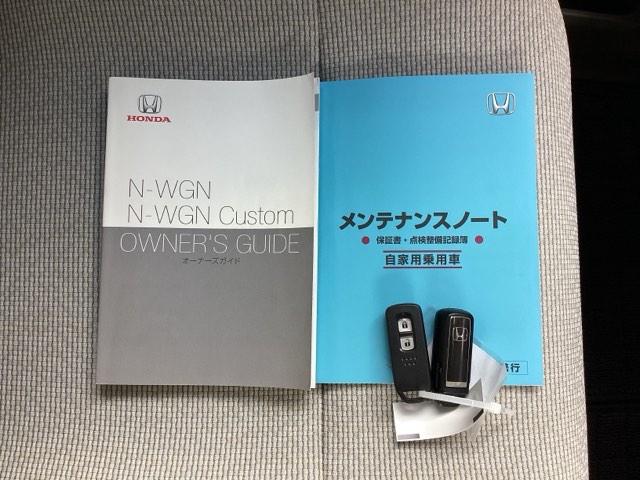 HONDA
N-WGN
N-WGN Custom
OWNER'S GUIDE
オーナーズガイド
メンテナンスノート
保証書・点検整備記録簿
自家用乗用車
行